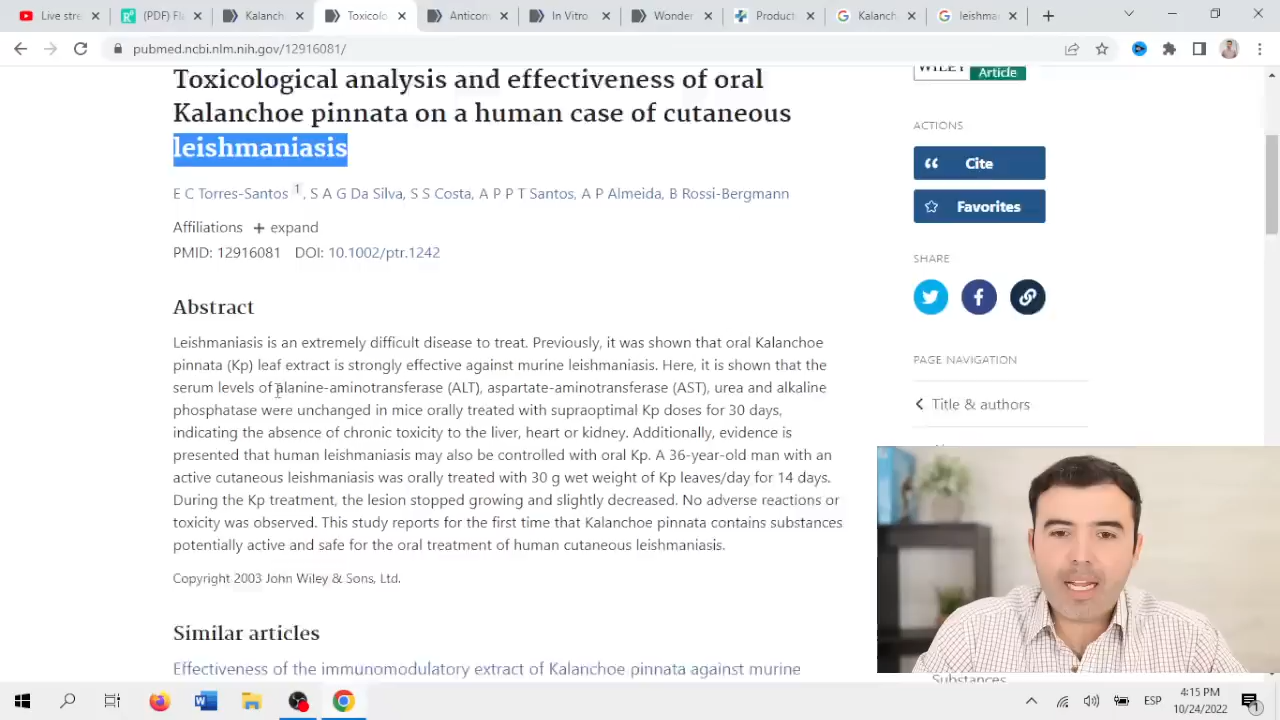 Live stre
(PDF) Fl
Kalanch
Toxicolo
Anticom
In Vitro
Wonder
Product
Kalanch
leishma
pubmed.ncbi.nlm.nih.gov/12916081/
Toxicological analysis and effectiveness of oral
Kalanchoe pinnata on a human case of cutaneous
leishmaniasis
E C Torres-Santos 1, S A G Da Silva, S S Costa, A P P T Santos, A P Almeida, B Rossi-Bergmann
Affiliations + expand
PMID: 12916081 DOI: 10.1002/ptr.1242
Abstract
Leishmaniasis is an extremely difficult disease to treat. Previously, it was shown that oral Kalanchoe
pinnata (Kp) leaf extract is strongly effective against murine leishmaniasis. Here, it is shown that the
serum levels of alanine-aminotransferase (ALT), aspartate-aminotransferase (AST), urea and alkaline
phosphatase were unchanged in mice orally treated with supraoptimal Kp doses for 30 days,
indicating the absence of chronic toxicity to the liver, heart or kidney. Additionally, evidence is
presented that human leishmaniasis may also be controlled with oral Kp. A 36-year-old man with an
active cutaneous leishmaniasis was orally treated with 30 g wet weight of Kp leaves/day for 14 days.
During the Kp treatment, the lesion stopped growing and slightly decreased. No adverse reactions or
toxicity was observed. This study reports for the first time that Kalanchoe pinnata contains substances
potentially active and safe for the oral treatment of human cutaneous leishmaniasis.
Copyright 2003 John Wiley & Sons, Ltd.
Similar articles
Effectiveness of the immunomodulatory extract of Kalanchoe pinnata against murine
WILEY
Article
ACTIONS
Cite
Favorites
SHARE
PAGE NAVIGATION
Title & authors
Substances
ESP
4:15 PM
10/24/2022